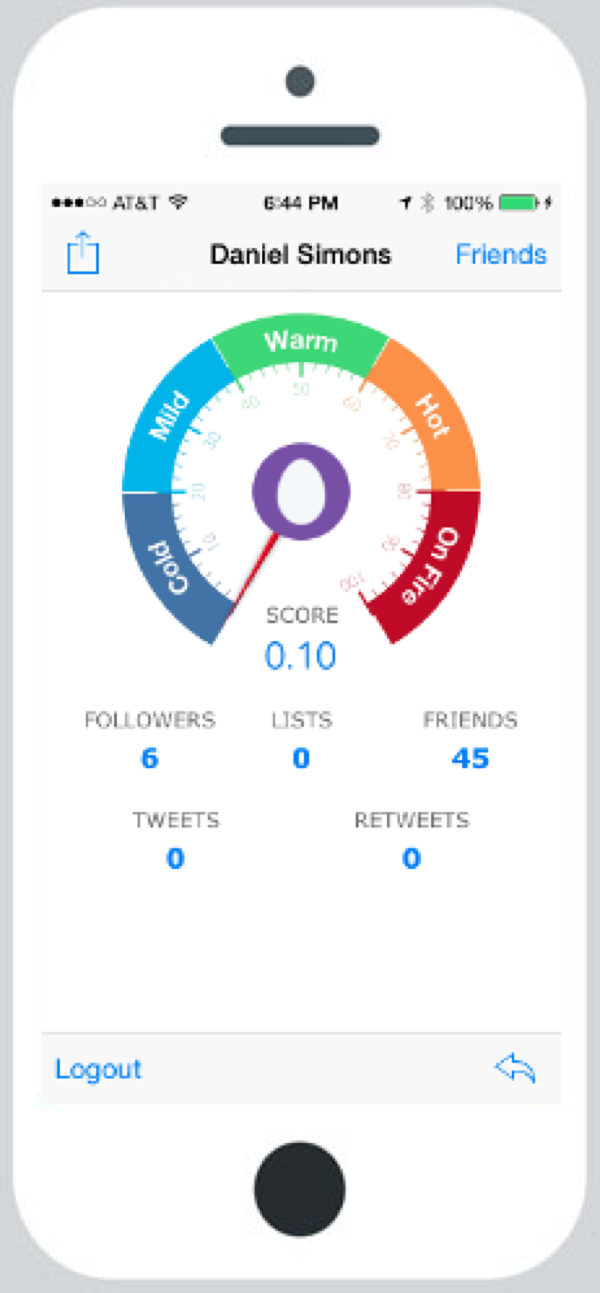 AT&T 6:44 PM 100%
Daniel Simons Friends
Cold Mild Warm Hot On Fire
10 20 30 40 50 60 70 80 90 100
SCORE
0.10
FOLLOWERS LISTS FRIENDS
6 0 45
TWEETS RETWEETS
0 0
Logout